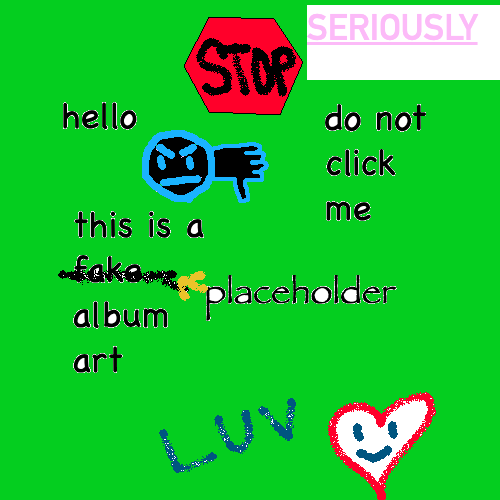 SERIOUSLY
STOP
hello
do not
click
me
this is a
fake
placeholder
album
art
LUV